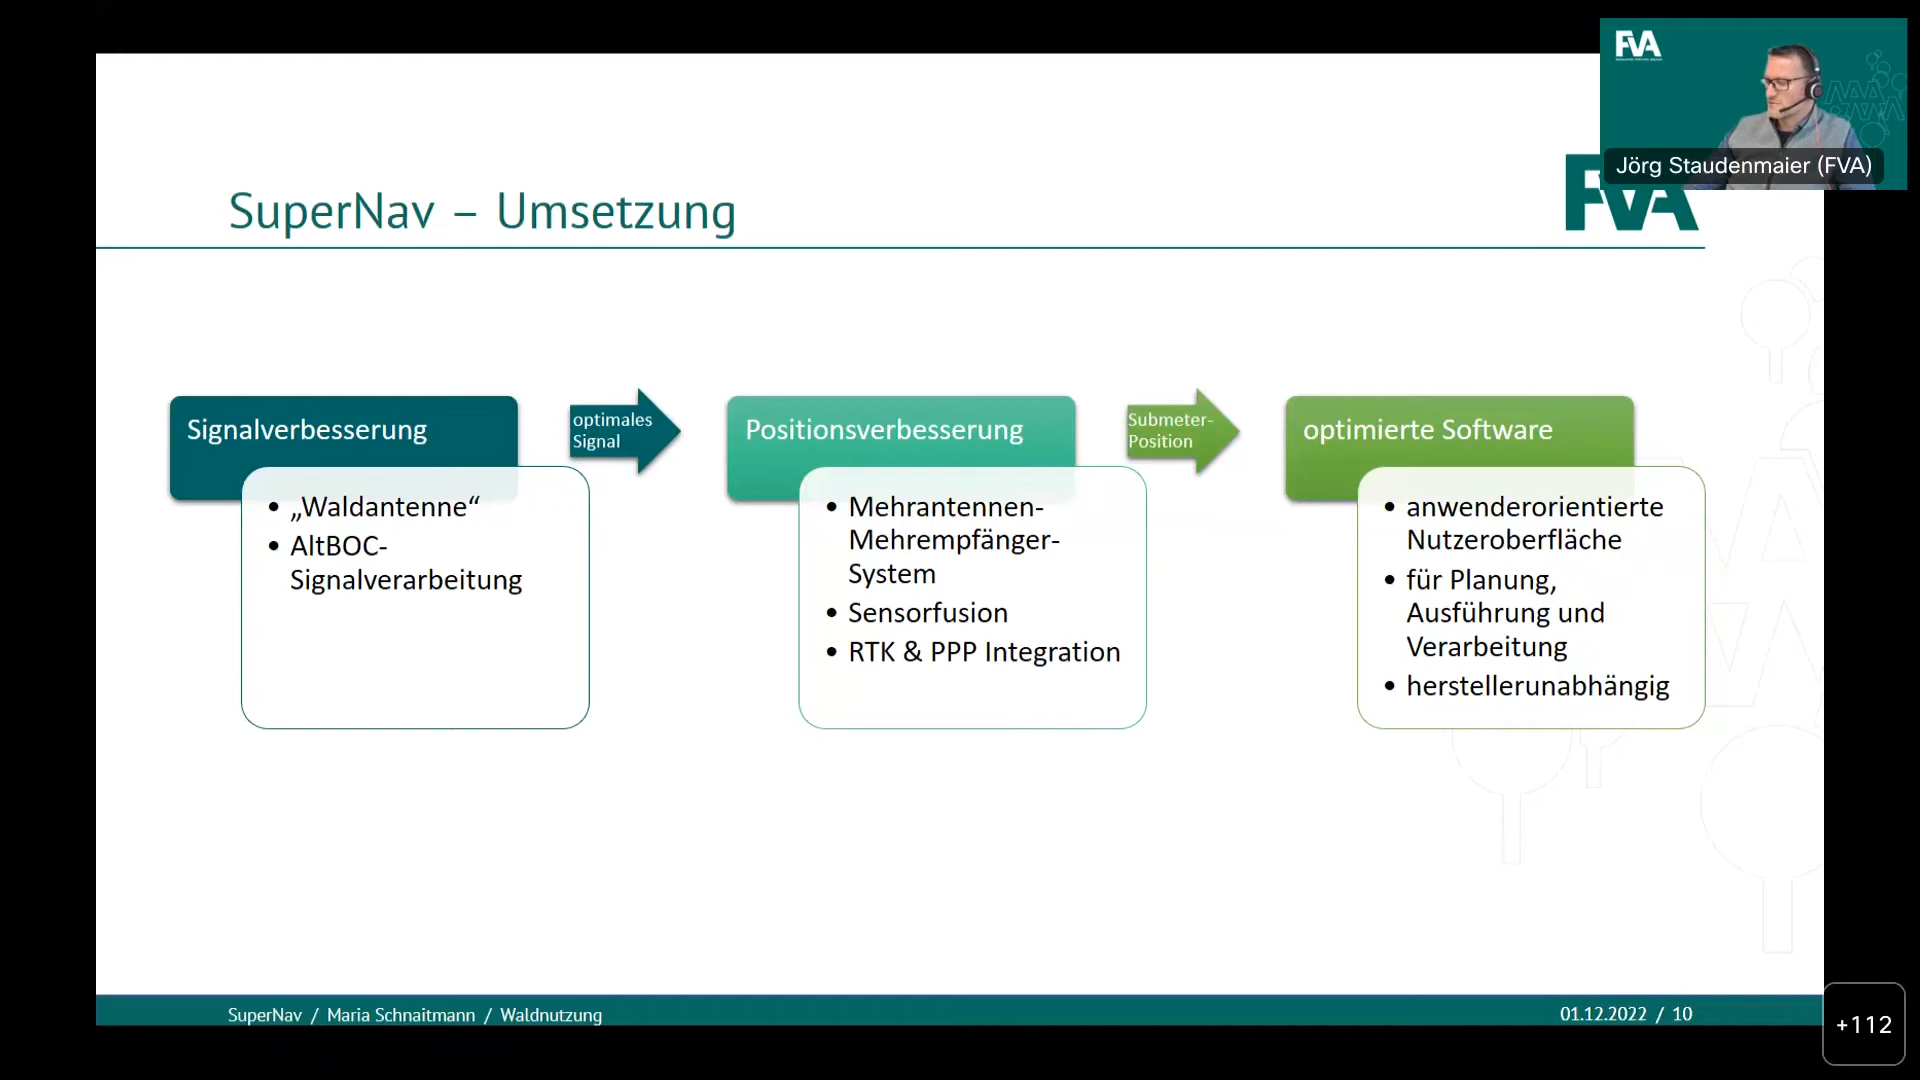 FVA
Jörg Staudenmaier (FVA)
FVA
SuperNav – Umsetzung
Signalverbesserung
„Waldantenne“
• AltBOC-
Signalverarbeitung
optimales
Signal
Positionsverbesserung
• Mehrantennen-
Mehrempfänger-
System
• Sensorfusion
• RTK & PPP Integration
Submeter-
Position
optimierte Software
• anwenderorientierte
Nutzeroberfläche
• für Planung,
Ausführung und
Verarbeitung
• herstellerunabhängig
SuperNav / Maria Schnaitmann / Waldnutzung
01.12.2022 / 10
+112